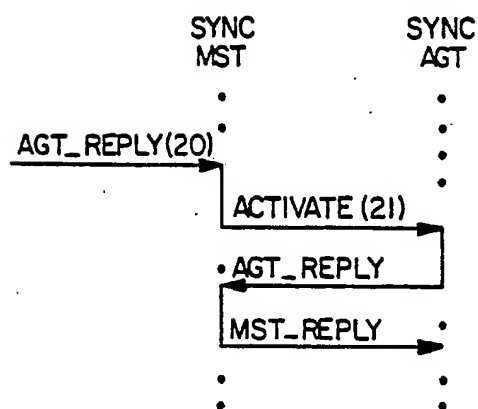 SYNC MST
SYNC AGT
AGT_REPLY(20)
ACTIVATE (21)
AGT_REPLY
MST_REPLY